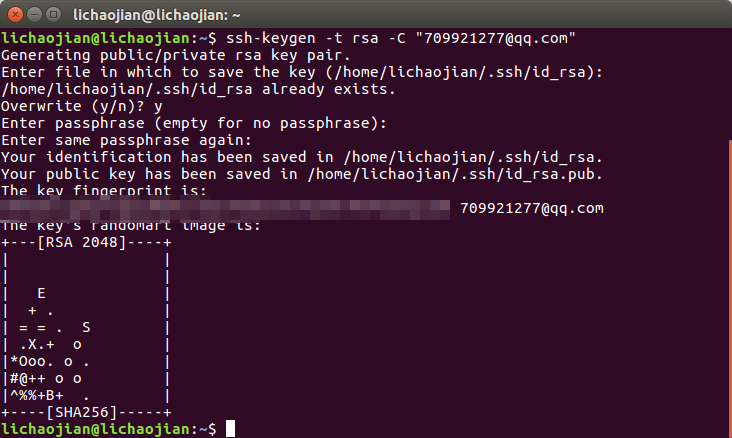 lichaojian@lichaojian: ~
lichaojian@lichaojian:~$ ssh-keygen -t rsa -C "709921277@qq.com"
Generating public/private rsa key pair.
Enter file in which to save the key (/home/lichaojian/.ssh/id_rsa):
/home/lichaojian/.ssh/id_rsa already exists.
Overwrite (y/n)? y
Enter passphrase (empty for no passphrase):
Enter same passphrase again:
Your identification has been saved in /home/lichaojian/.ssh/id_rsa.
Your public key has been saved in /home/lichaojian/.ssh/id_rsa.pub.
The key fingerprint is:
709921277@qq.com
The key's randomart image is:
+---[RSA 2048]----+
|                 |
|                 |
|   E             |
|  + .            |
| = = .  S        |
| .X.+  o         |
|*Ooo. o .        |
|#@++ o o         |
|^%%+B+  .        |
+----[SHA256]-----+
lichaojian@lichaojian:~$